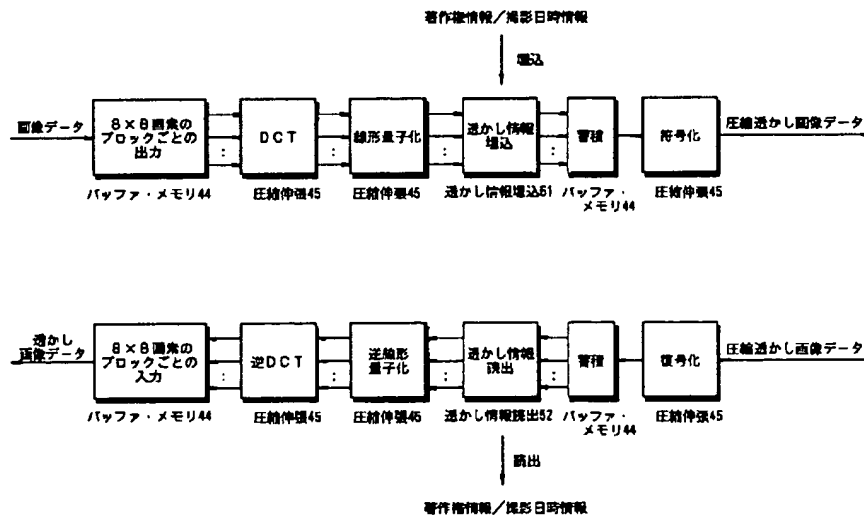 著作権情報／撮影日時情報
埋込
画像データ
8×8画素の
ブロックごとの
出力
DCT
線形量子化
透かし情報
埋込
蓄積
符号化
圧縮透かし画像データ
バッファ・メモリ44
圧縮伸張45
圧縮伸張45
透かし情報埋込61
バッファ・
メモリ44
圧縮伸張45
透かし
画像データ
8×8画素の
ブロックごとの
入力
逆DCT
逆線形
量子化
透かし情報
読出
蓄積
復号化
圧縮透かし画像データ
バッファ・メモリ44
圧縮伸張45
圧縮伸張45
透かし情報読出62
バッファ・
メモリ44
圧縮伸張45
読出
著作権情報／撮影日時情報